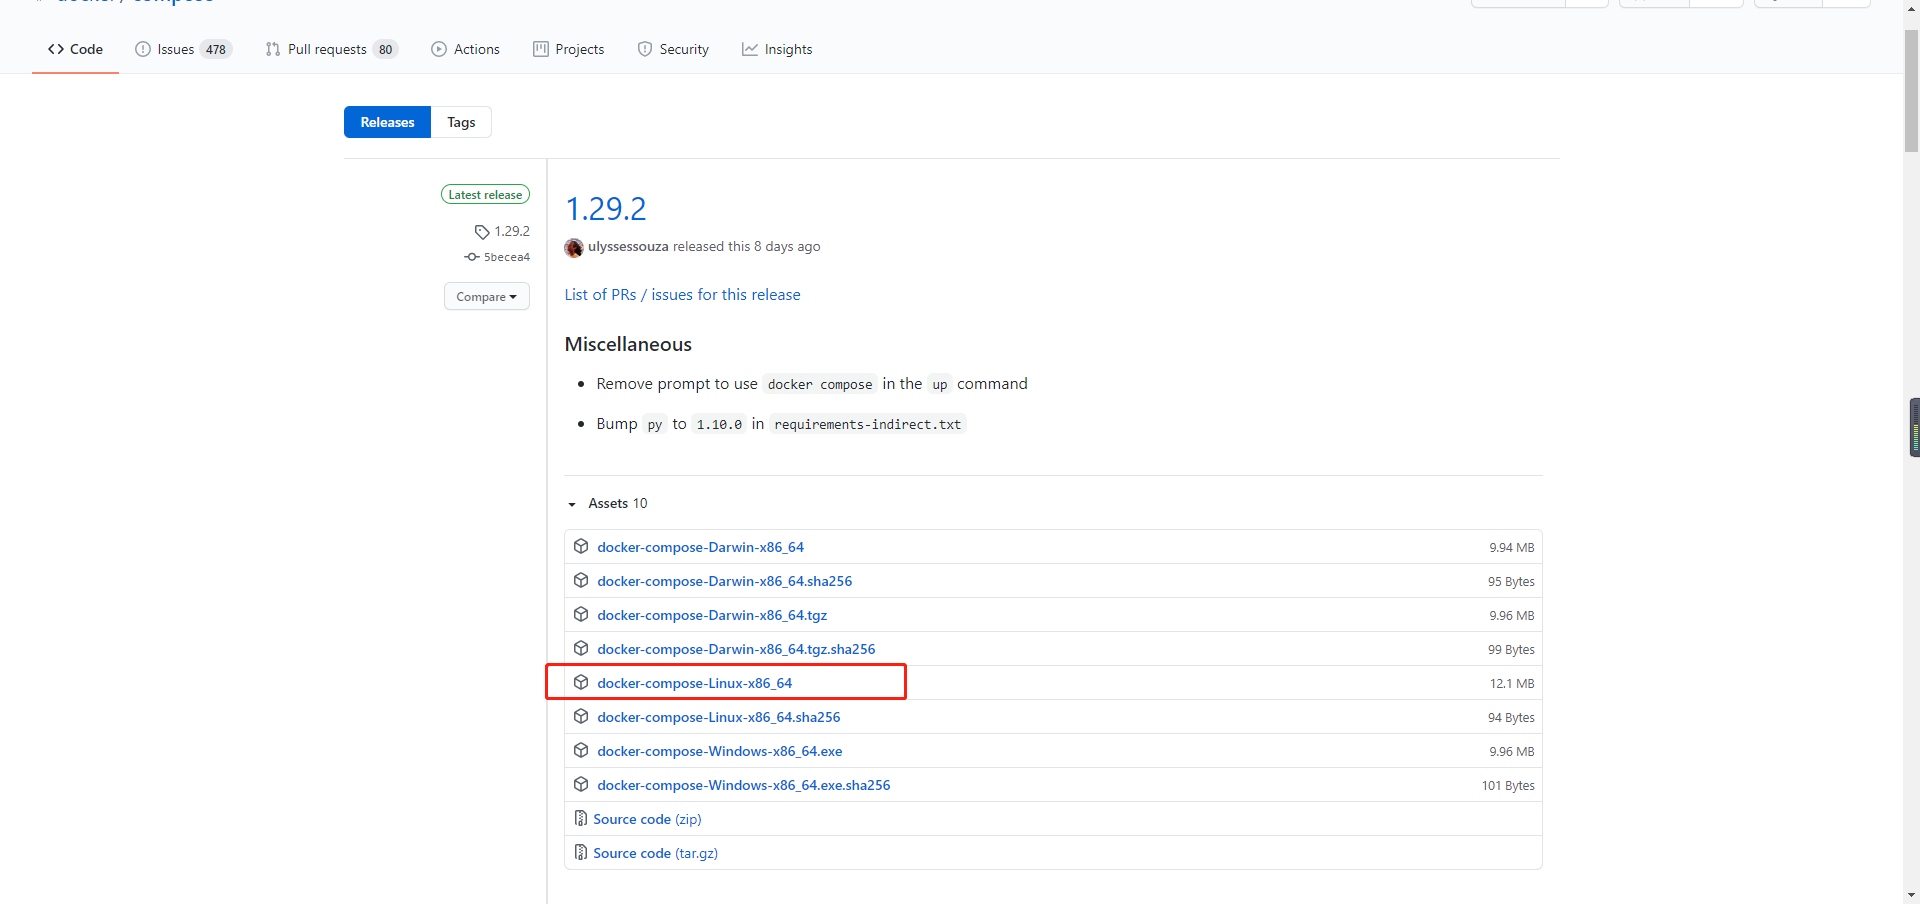 docker / compose
Code Issues 478 Pull requests 80 Actions Projects Security Insights
Releases Tags
Latest release
1.29.2
5becea4
Compare
1.29.2
ulyssessouza released this 8 days ago
List of PRs / issues for this release
Miscellaneous
Remove prompt to use docker compose in the up command
Bump py to 1.10.0 in requirements-indirect.txt
Assets 10
docker-compose-Darwin-x86_64 9.94 MB
docker-compose-Darwin-x86_64.sha256 95 Bytes
docker-compose-Darwin-x86_64.tgz 9.96 MB
docker-compose-Darwin-x86_64.tgz.sha256 99 Bytes
docker-compose-Linux-x86_64 12.1 MB
docker-compose-Linux-x86_64.sha256 94 Bytes
docker-compose-Windows-x86_64.exe 9.96 MB
docker-compose-Windows-x86_64.exe.sha256 101 Bytes
Source code (zip)
Source code (tar.gz)